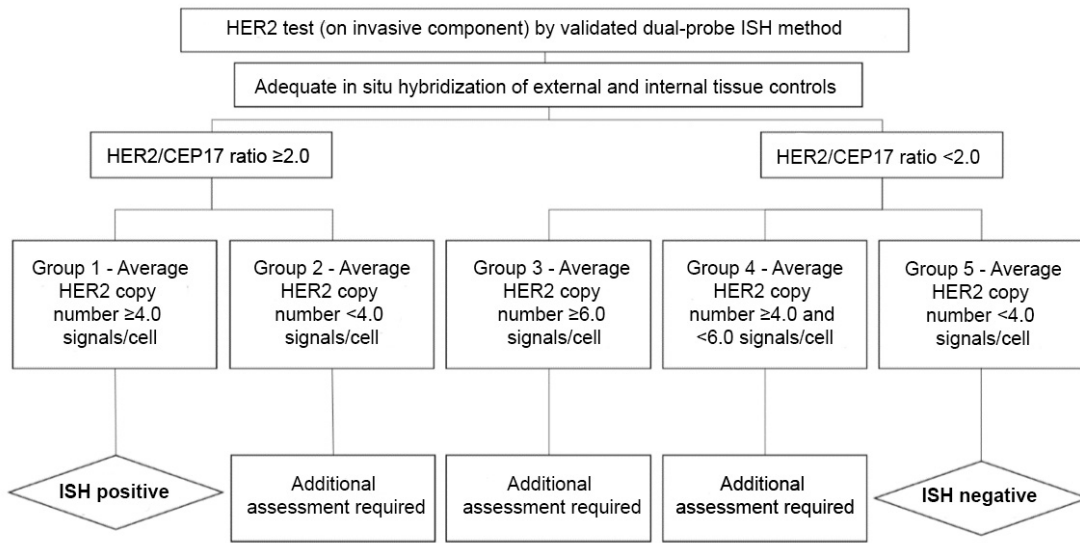 HER2 test (on invasive component) by validated dual-probe ISH method
Adequate in situ hybridization of external and internal tissue controls
HER2/CEP17 ratio ≥2.0
HER2/CEP17 ratio <2.0
Group 1 - Average
HER2 copy
number ≥4.0
signals/cell
Group 2 - Average
HER2 copy
number <4.0
signals/cell
Group 3 - Average
HER2 copy
number ≥6.0
signals/cell
Group 4 - Average
HER2 copy
number ≥4.0 and
<6.0 signals/cell
Group 5 - Average
HER2 copy
number <4.0
signals/cell
ISH positive
Additional
assessment required
Additional
assessment required
Additional
assessment required
ISH negative